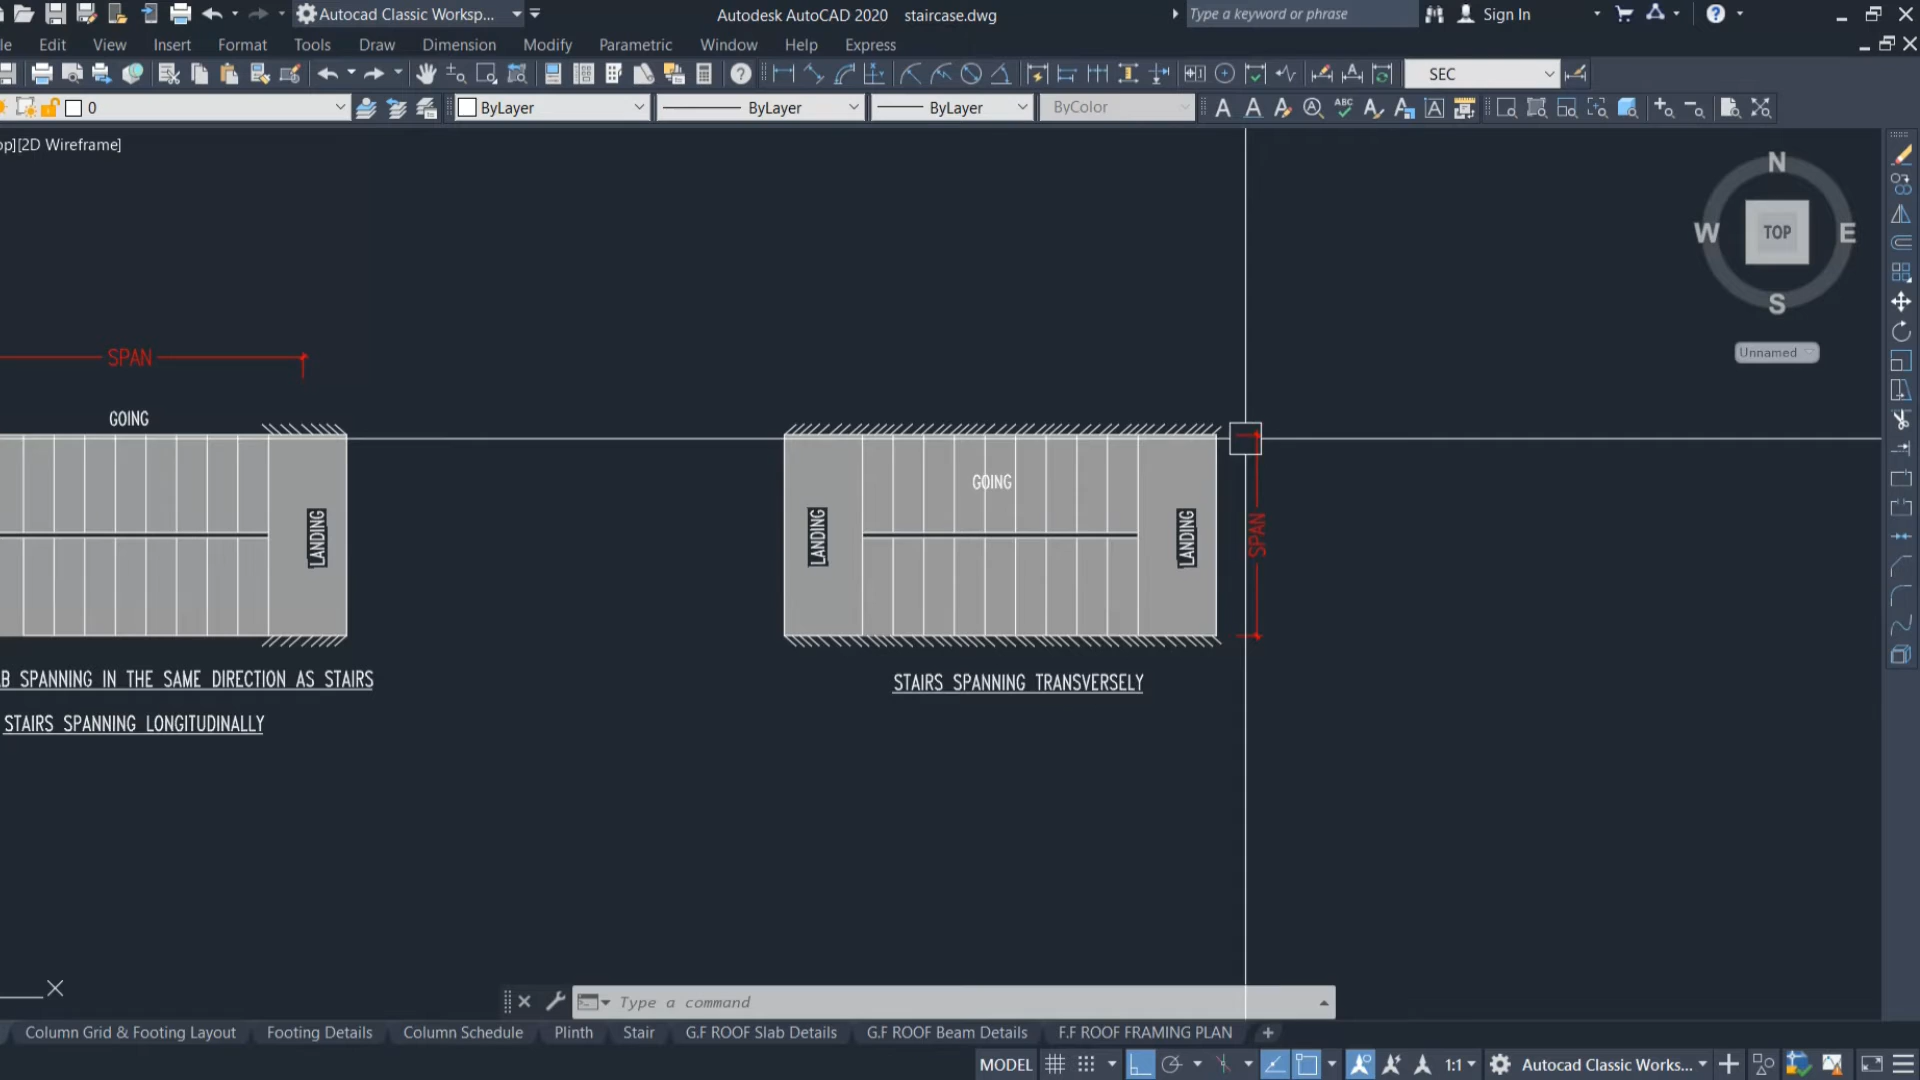 Autocad Classic Worksp...
Autodesk AutoCAD 2020 staircase.dwg
Type a keyword or phrase
Sign In
le Edit View Insert Format Tools Draw Dimension Modify Parametric Window Help Express
SEC
0
ByLayer
ByLayer
ByLayer
ByColor
op][2D Wireframe]
N
W
TOP
E
S
Unnamed
SPAN
GOING
LANDING
B SPANNING IN THE SAME DIRECTION AS STAIRS
STAIRS SPANNING LONGITUDINALLY
GOING
LANDING
LANDING
SPAN
STAIRS SPANNING TRANSVERSELY
Type a command
Column Grid & Footing Layout Footing Details Column Schedule Plinth Stair G.F ROOF Slab Details G.F ROOF Beam Details F.F ROOF FRAMING PLAN
MODEL
1:1
Autocad Classic Works...